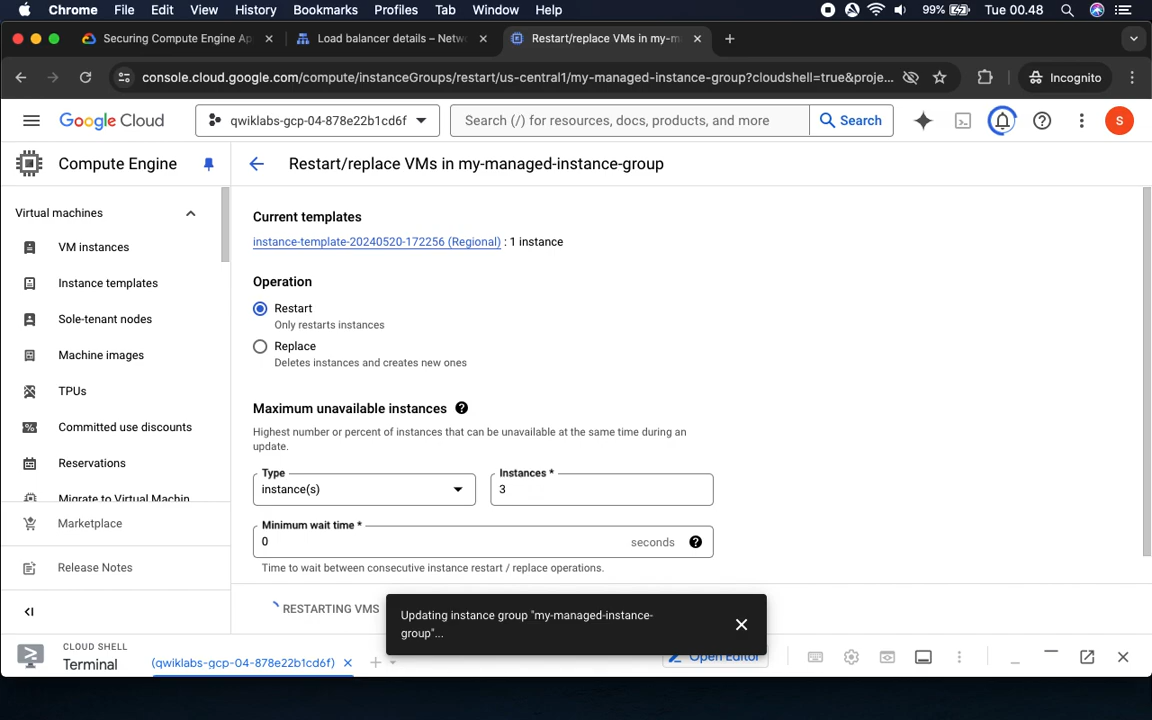 Chrome File Edit View History Bookmarks Profiles Tab Window Help 99% Tue 00.48
Securing Compute Engine Ap Load balancer details – Netw Restart/replace VMs in my-m
console.cloud.google.com/compute/instanceGroups/restart/us-central1/my-managed-instance-group?cloudshell=true&proje... Incognito
Google Cloud qwiklabs-gcp-04-878e22b1cd6f Search (/) for resources, docs, products, and more Search S
Compute Engine
Restart/replace VMs in my-managed-instance-group
Virtual machines
VM instances
Instance templates
Sole-tenant nodes
Machine images
TPUs
Committed use discounts
Reservations
Migrate to Virtual Machin
Marketplace
Release Notes
Current templates
instance-template-20240520-172256 (Regional) : 1 instance
Operation
Restart
Only restarts instances
Replace
Deletes instances and creates new ones
Maximum unavailable instances
Highest number or percent of instances that can be unavailable at the same time during an
update.
Type
instance(s)
Instances *
3
Minimum wait time *
0 seconds
Time to wait between consecutive instance restart / replace operations.
RESTARTING VMS
Updating instance group "my-managed-instance-
group"...
CLOUD SHELL
Terminal
(qwiklabs-gcp-04-878e22b1cd6f)
Open Editor